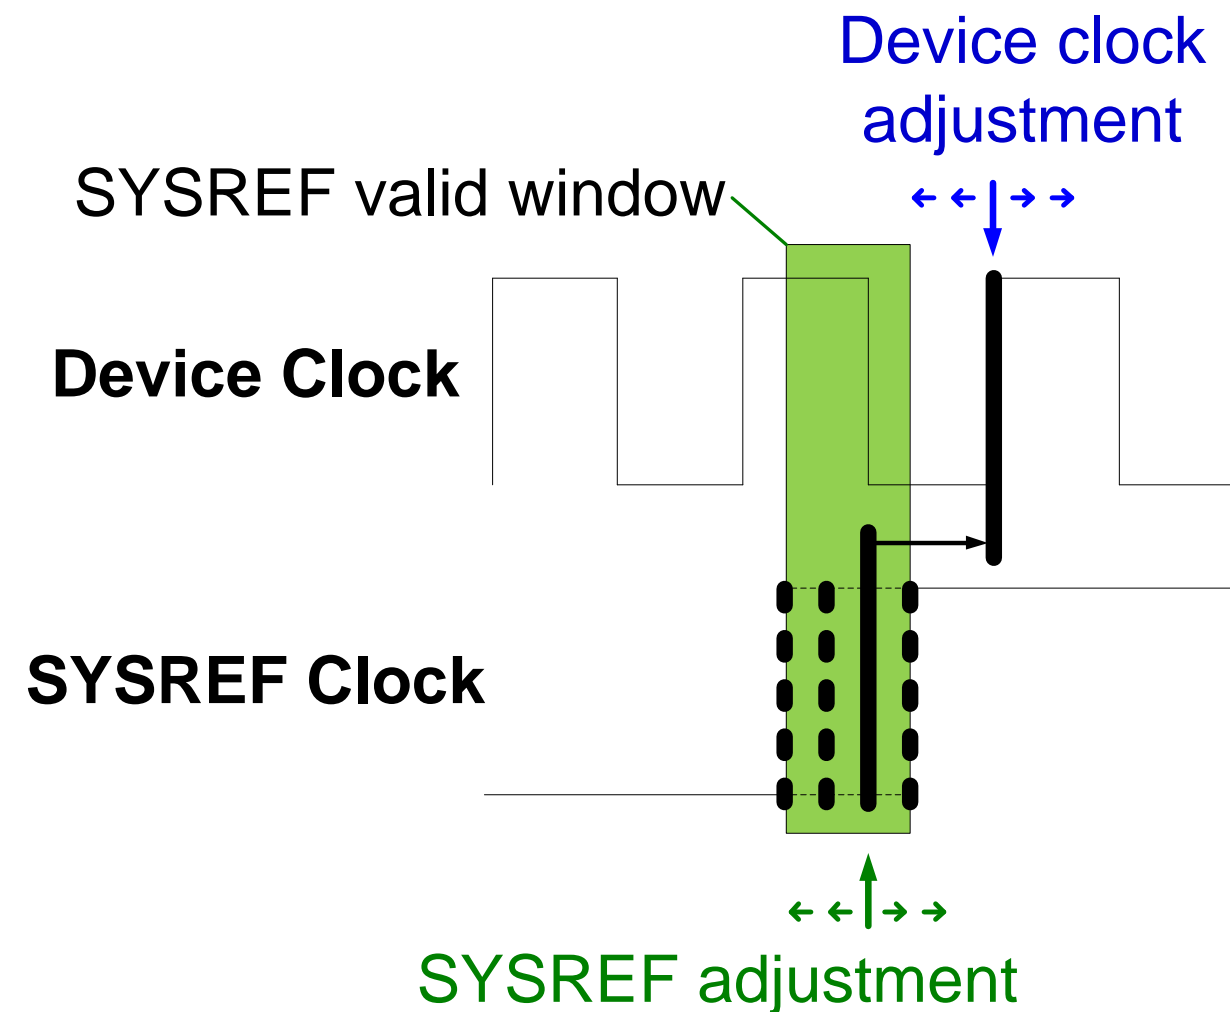 Device clock
adjustment
SYSREF valid window
Device Clock
SYSREF Clock
SYSREF adjustment